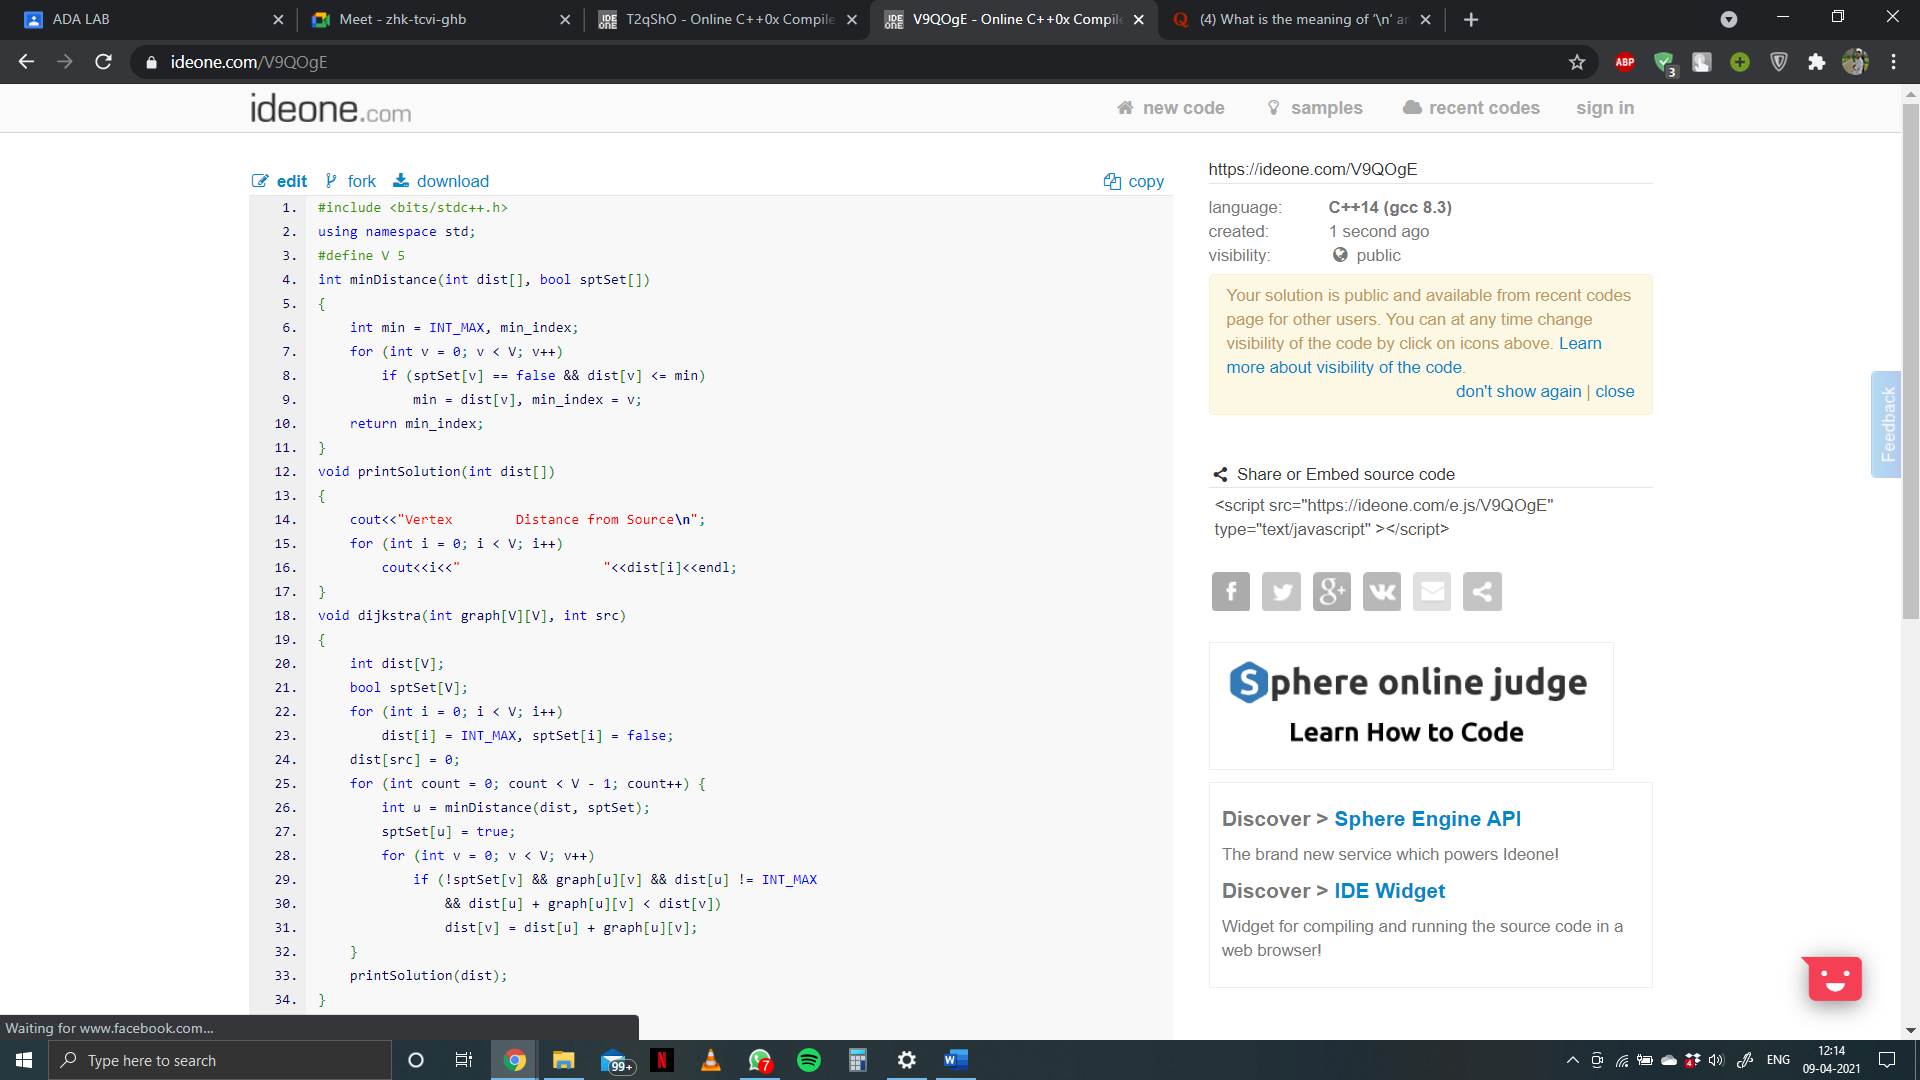 ADA LAB
Meet - zhk-tcvi-ghb
T2qShO - Online C++0x Compile
V9QOgE - Online C++0x Compile
(4) What is the meaning of '\n' a
ideone.com/V9QOgE
ABP
3
ideone.com
new code
samples
recent codes
sign in
edit
fork
download
copy
1. #include <bits/stdc++.h>
2. using namespace std;
3. #define V 5
4. int minDistance(int dist[], bool sptSet[])
5. {
6. int min = INT_MAX, min_index;
7. for (int v = 0; v < V; v++)
8. if (sptSet[v] == false && dist[v] <= min)
9. min = dist[v], min_index = v;
10. return min_index;
11. }
12. void printSolution(int dist[])
13. {
14. cout<<"Vertex        Distance from Source\n";
15. for (int i = 0; i < V; i++)
16. cout<<i<<"                  "<<dist[i]<<endl;
17. }
18. void dijkstra(int graph[V][V], int src)
19. {
20. int dist[V];
21. bool sptSet[V];
22. for (int i = 0; i < V; i++)
23. dist[i] = INT_MAX, sptSet[i] = false;
24. dist[src] = 0;
25. for (int count = 0; count < V - 1; count++) {
26. int u = minDistance(dist, sptSet);
27. sptSet[u] = true;
28. for (int v = 0; v < V; v++)
29. if (!sptSet[v] && graph[u][v] && dist[u] != INT_MAX
30. && dist[u] + graph[u][v] < dist[v])
31. dist[v] = dist[u] + graph[u][v];
32. }
33. printSolution(dist);
34. }
https://ideone.com/V9QOgE
language: C++14 (gcc 8.3)
created: 1 second ago
visibility: public
Your solution is public and available from recent codes
page for other users. You can at any time change
visibility of the code by click on icons above. Learn
more about visibility of the code.
don't show again | close
Feedback
Share or Embed source code
<script src="https://ideone.com/e.js/V9QOgE"
type="text/javascript" ></script>
Sphere online judge
Learn How to Code
Discover > Sphere Engine API
The brand new service which powers Ideone!
Discover > IDE Widget
Widget for compiling and running the source code in a
web browser!
Waiting for www.facebook.com...
Type here to search
99+
7
ENG
12:14
09-04-2021